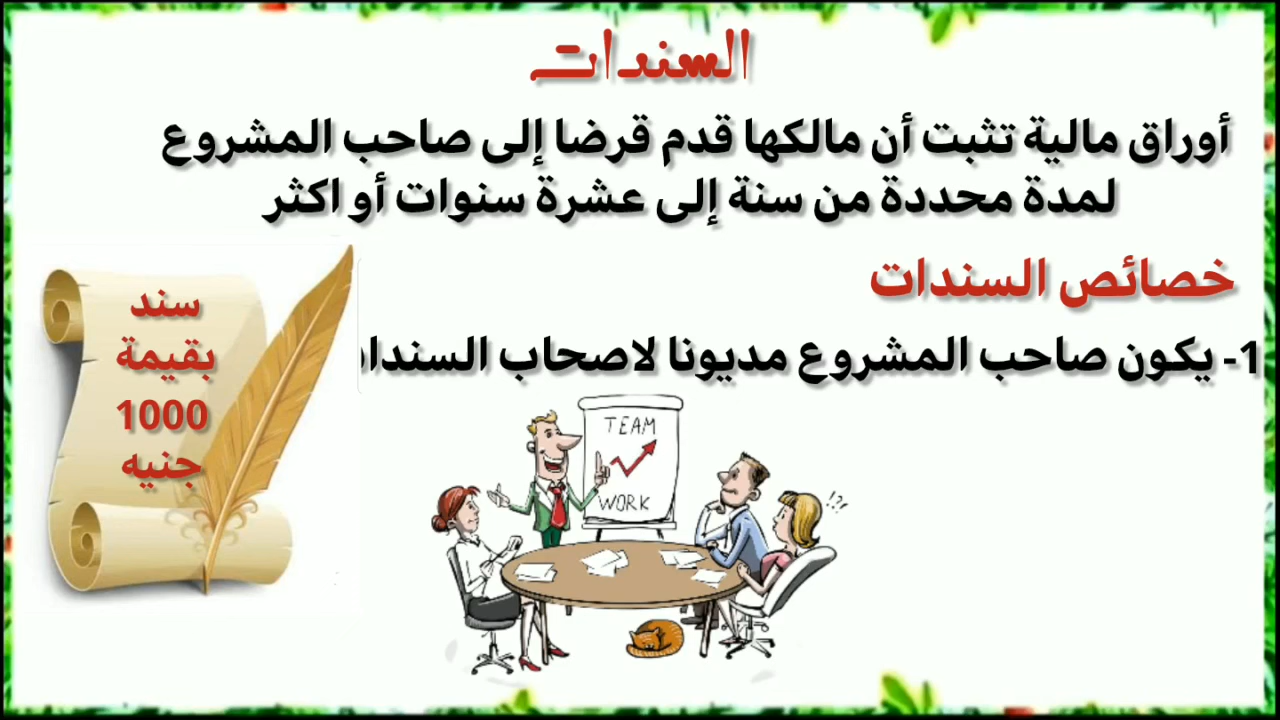 السندات
أوراق مالية تثبت أن مالكها قدم قرضا إلى صاحب المشروع
لمدة محددة من سنة إلى عشرة سنوات أو اكثر
خصائص السندات
1- يكون صاحب المشروع مديونا لاصحاب
سند
بقيمة
1000
جنيه
TEAM
WORK
!?!